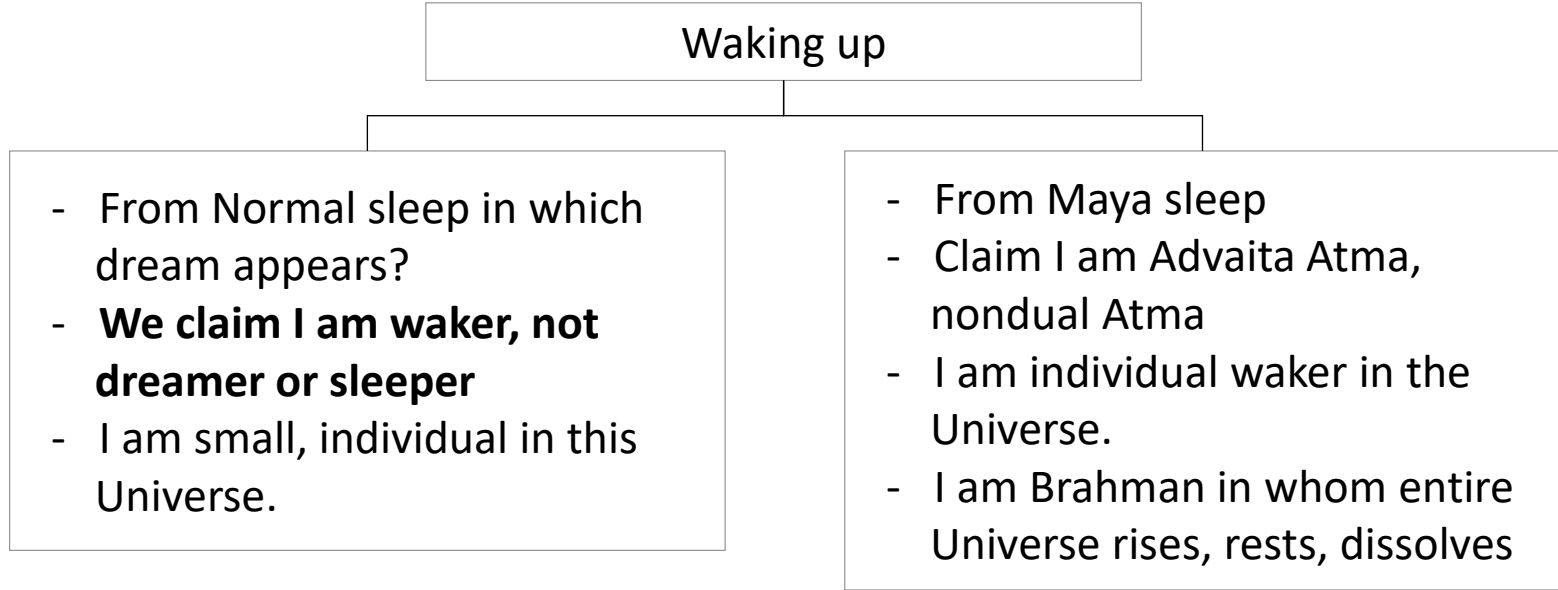 Waking up
- From Normal sleep in which
dream appears?
- We claim I am waker, not
dreamer or sleeper
- I am small, individual in this
Universe.
- From Maya sleep
- Claim I am Advaita Atma,
nondual Atma
- I am individual waker in the
Universe.
- I am Brahman in whom entire
Universe rises, rests, dissolves